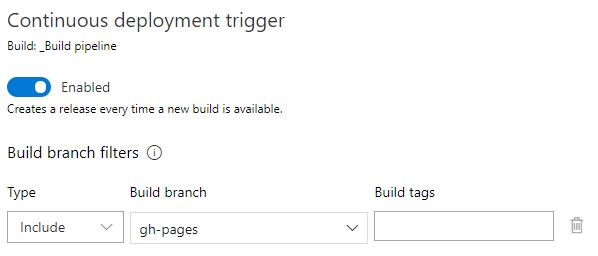 Continuous deployment trigger
Build: _Build pipeline
Enabled
Creates a release every time a new build is available.
Build branch filters
Type Build branch Build tags
Include gh-pages